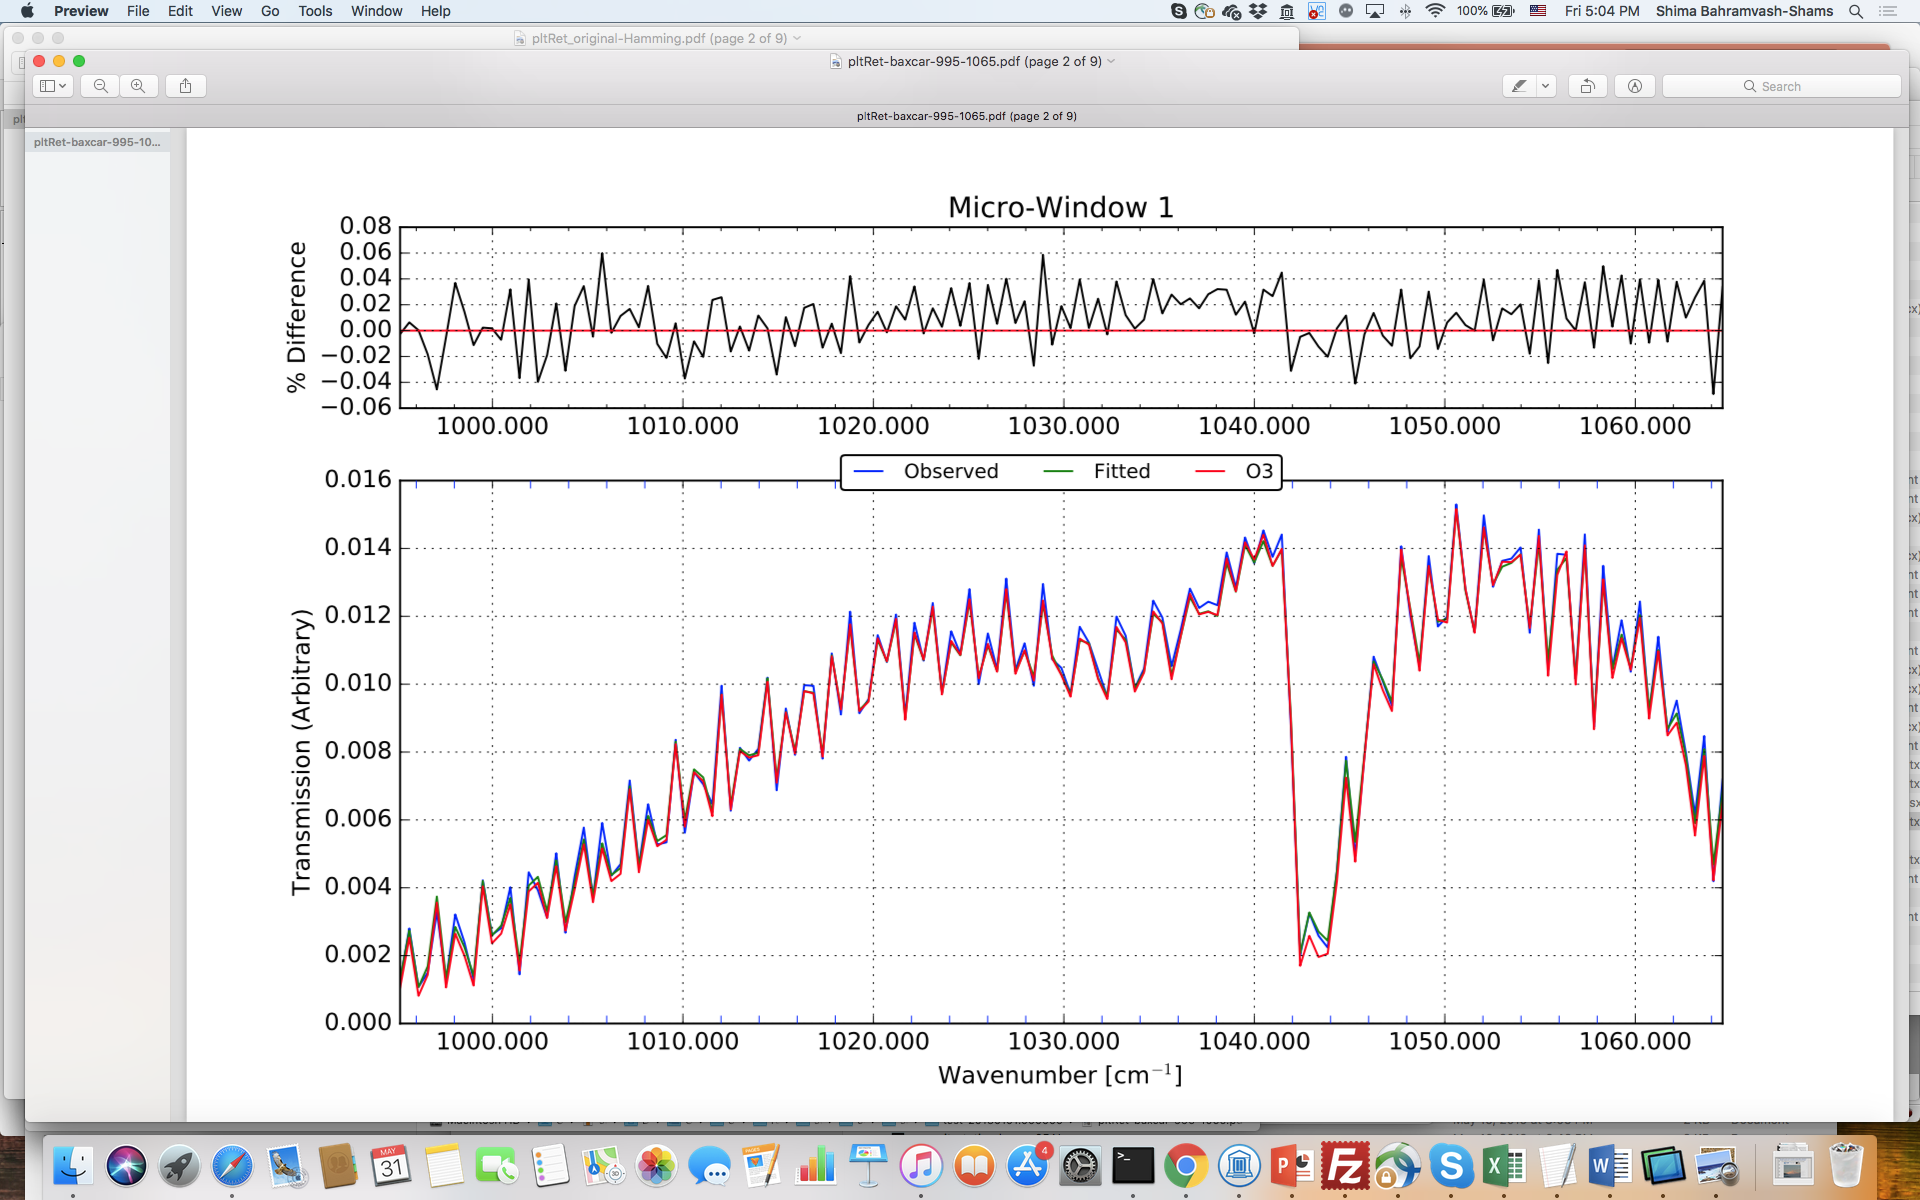 Preview File Edit View Go Tools Window Help 100% Fri 5:04 PM Shima Bahramvash-Shams
pltRet_original-Hamming.pdf (page 2 of 9)
pltRet-baxcar-995-1065.pdf (page 2 of 9)
Search
pltRet-baxcar-995-1065.pdf (page 2 of 9)
pltRet-baxcar-995-10...
Micro-Window 1
% Difference
0.08
0.06
0.04
0.02
0.00
−0.02
−0.04
−0.06
1000.000 1010.000 1020.000 1030.000 1040.000 1050.000 1060.000
Observed Fitted O3
Transmission (Arbitrary)
0.016
0.014
0.012
0.010
0.008
0.006
0.004
0.002
0.000
1000.000 1010.000 1020.000 1030.000 1040.000 1050.000 1060.000
Wavenumber [cm⁻¹]
MAY
31
PAGES
4
>_
P
Fz
S
X
W